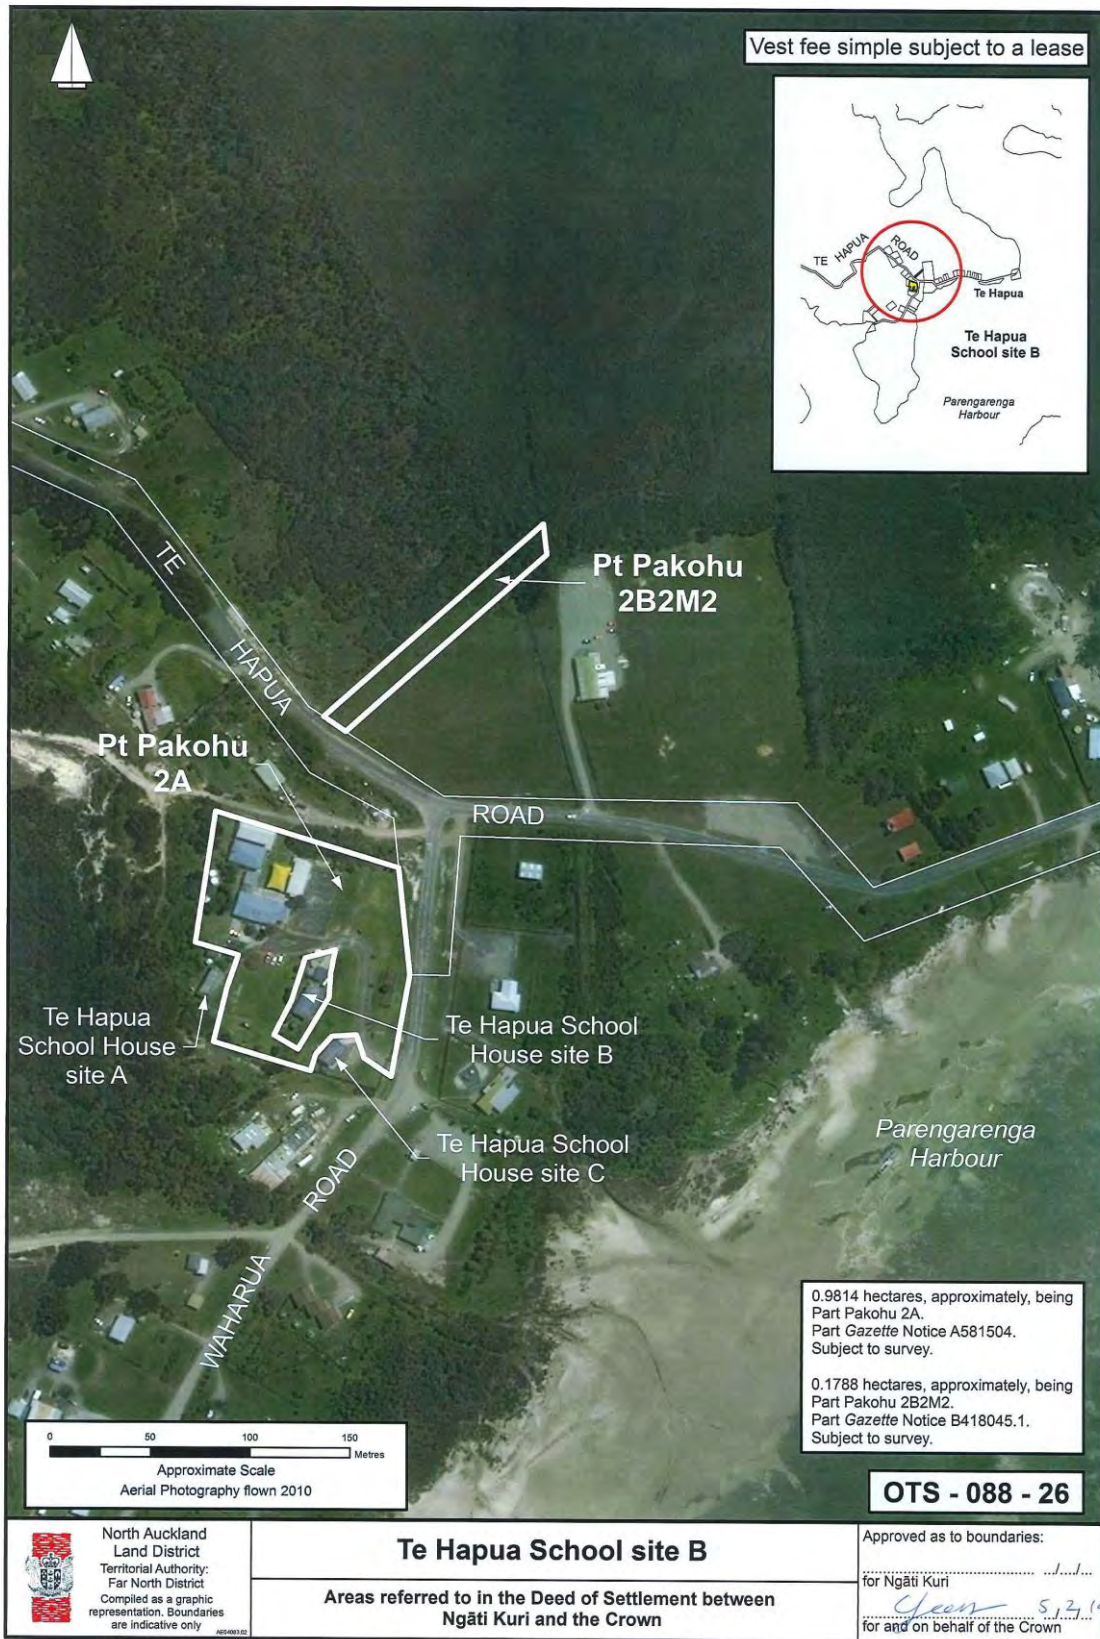 Vest fee simple subject to a lease
TE HAPUA
ROAD
Te Hapua
Te Hapua
School site B
Parengarenga
Harbour
TE
HAPUA
ROAD
Pt Pakohu
2B2M2
Pt Pakohu
2A
Te Hapua
School House
site A
Te Hapua School
House site B
Te Hapua School
House site C
WAHARUA
ROAD
Parengarenga
Harbour
0.9814 hectares, approximately, being
Part Pakohu 2A.
Part Gazette Notice A581504.
Subject to survey.
0.1788 hectares, approximately, being
Part Pakohu 2B2M2.
Part Gazette Notice B418045.1.
Subject to survey.
0 50 100 150
Metres
Approximate Scale
Aerial Photography flown 2010
OTS - 088 - 26
North Auckland
Land District
Territorial Authority:
Far North District
Compiled as a graphic
representation. Boundaries
are indicative only
Te Hapua School site B
Areas referred to in the Deed of Settlement between
Ngāti Kuri and the Crown
Approved as to boundaries:
for Ngāti Kuri
for and on behalf of the Crown